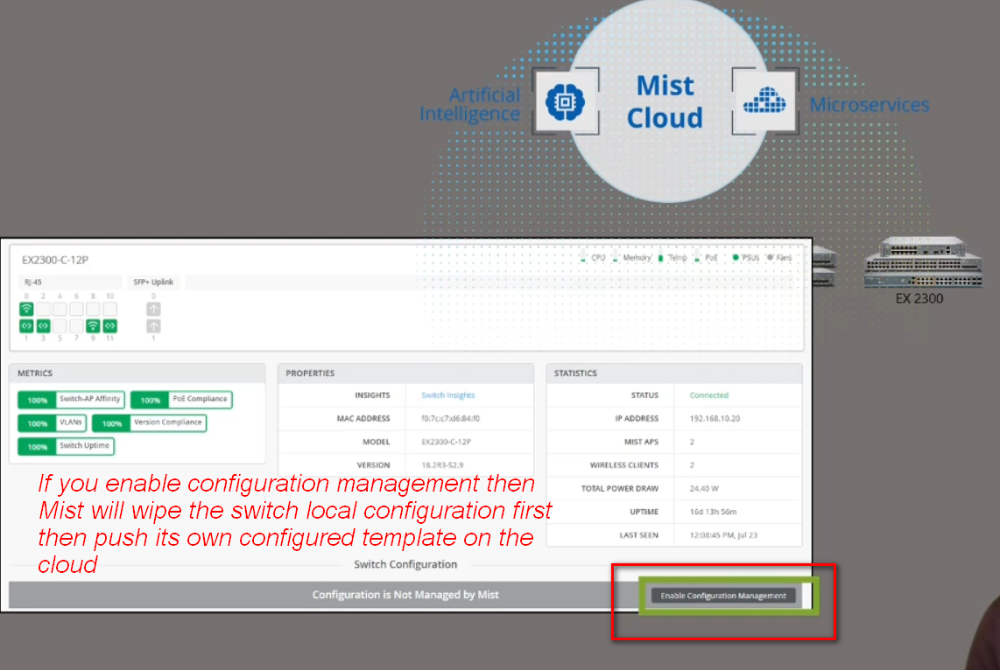 Artificial
Intelligence
Mist
Cloud
Microservices
EX2300-C-12P
CPU Memory Temp PoE PSUs Fans
RJ-45 SFP+ Uplink
0 2 4 6 8 10 0
1 3 5 7 9 11 1
EX 2300
METRICS
100% Switch-AP Affinity 100% PoE Compliance
100% VLANs 100% Version Compliance
100% Switch Uptime
PROPERTIES
INSIGHTS Switch Insights
MAC ADDRESS f0:7c:c7:d6:84:f0
MODEL EX2300-C-12P
VERSION 18.2R3-S2.9
STATISTICS
STATUS Connected
IP ADDRESS 192.168.10.20
MIST APS 2
WIRELESS CLIENTS 2
TOTAL POWER DRAW 24.40 W
UPTIME 16d 13h 56m
LAST SEEN 12:08:45 PM, Jul 23
If you enable configuration management then
Mist will wipe the switch local configuration first
then push its own configured template on the
cloud
Switch Configuration
Configuration is Not Managed by Mist
Enable Configuration Management